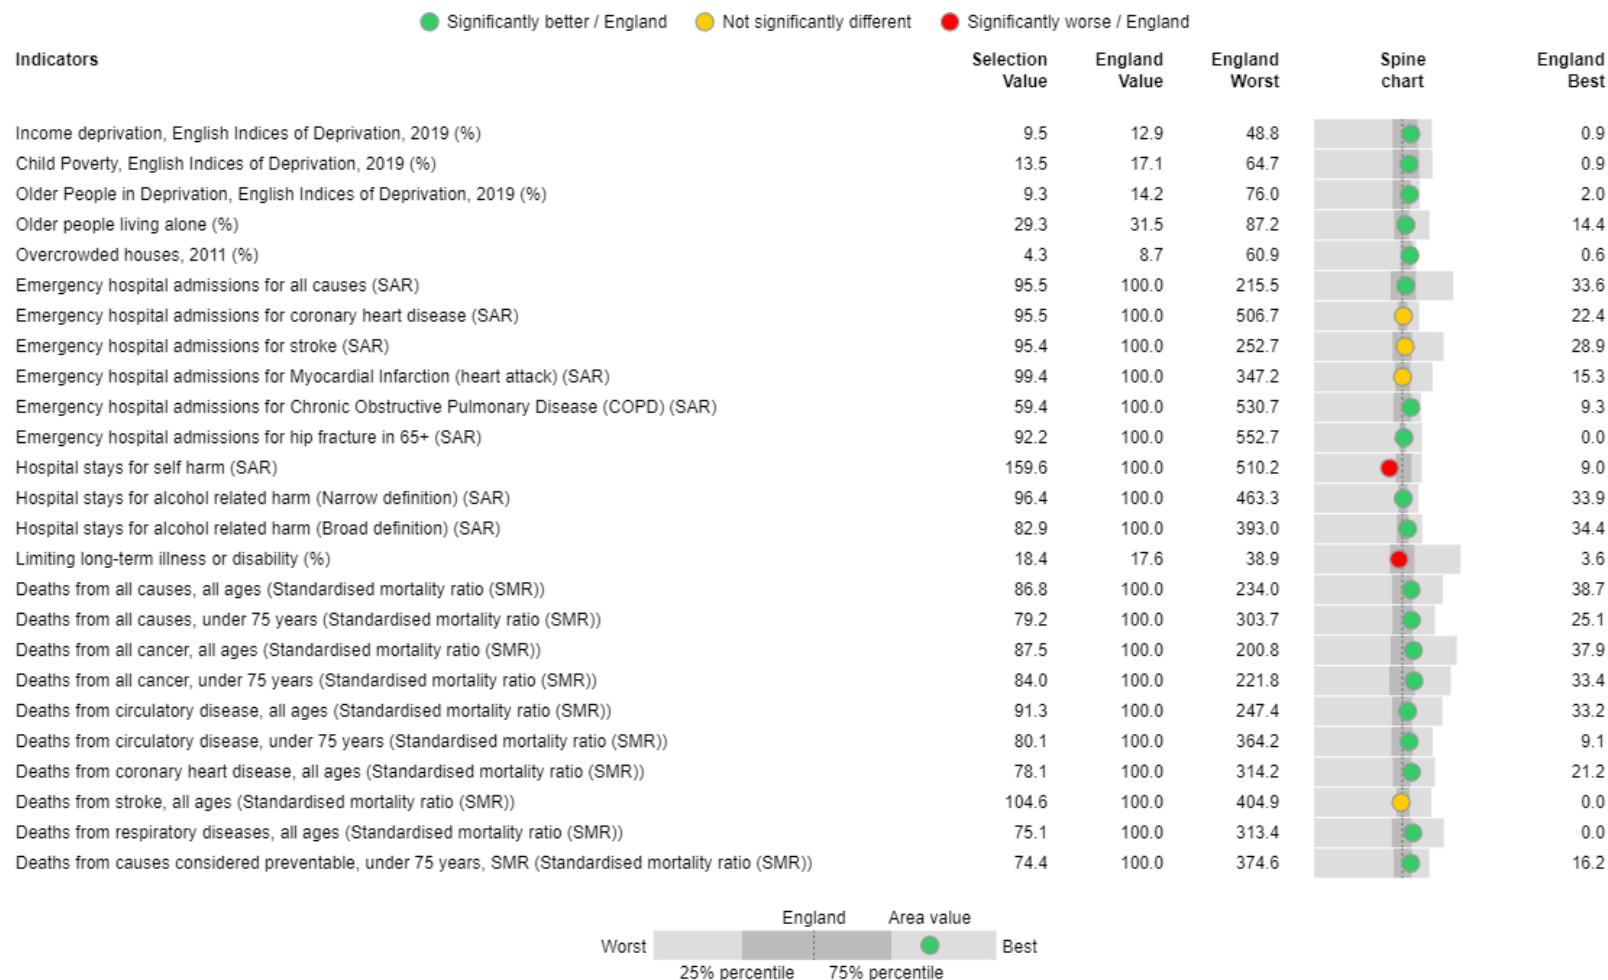 Significantly better / England Not significantly different Significantly worse / England
Indicators Selection Value England Value England Worst Spine chart England Best
Income deprivation, English Indices of Deprivation, 2019 (%) 9.5 12.9 48.8 0.9
Child Poverty, English Indices of Deprivation, 2019 (%) 13.5 17.1 64.7 0.9
Older People in Deprivation, English Indices of Deprivation, 2019 (%) 9.3 14.2 76.0 2.0
Older people living alone (%) 29.3 31.5 87.2 14.4
Overcrowded houses, 2011 (%) 4.3 8.7 60.9 0.6
Emergency hospital admissions for all causes (SAR) 95.5 100.0 215.5 33.6
Emergency hospital admissions for coronary heart disease (SAR) 95.5 100.0 506.7 22.4
Emergency hospital admissions for stroke (SAR) 95.4 100.0 252.7 28.9
Emergency hospital admissions for Myocardial Infarction (heart attack) (SAR) 99.4 100.0 347.2 15.3
Emergency hospital admissions for Chronic Obstructive Pulmonary Disease (COPD) (SAR) 59.4 100.0 530.7 9.3
Emergency hospital admissions for hip fracture in 65+ (SAR) 92.2 100.0 552.7 0.0
Hospital stays for self harm (SAR) 159.6 100.0 510.2 9.0
Hospital stays for alcohol related harm (Narrow definition) (SAR) 96.4 100.0 463.3 33.9
Hospital stays for alcohol related harm (Broad definition) (SAR) 82.9 100.0 393.0 34.4
Limiting long-term illness or disability (%) 18.4 17.6 38.9 3.6
Deaths from all causes, all ages (Standardised mortality ratio (SMR)) 86.8 100.0 234.0 38.7
Deaths from all causes, under 75 years (Standardised mortality ratio (SMR)) 79.2 100.0 303.7 25.1
Deaths from all cancer, all ages (Standardised mortality ratio (SMR)) 87.5 100.0 200.8 37.9
Deaths from all cancer, under 75 years (Standardised mortality ratio (SMR)) 84.0 100.0 221.8 33.4
Deaths from circulatory disease, all ages (Standardised mortality ratio (SMR)) 91.3 100.0 247.4 33.2
Deaths from circulatory disease, under 75 years (Standardised mortality ratio (SMR)) 80.1 100.0 364.2 9.1
Deaths from coronary heart disease, all ages (Standardised mortality ratio (SMR)) 78.1 100.0 314.2 21.2
Deaths from stroke, all ages (Standardised mortality ratio (SMR)) 104.6 100.0 404.9 0.0
Deaths from respiratory diseases, all ages (Standardised mortality ratio (SMR)) 75.1 100.0 313.4 0.0
Deaths from causes considered preventable, under 75 years, SMR (Standardised mortality ratio (SMR)) 74.4 100.0 374.6 16.2
England Area value
Worst Best
25% percentile 75% percentile